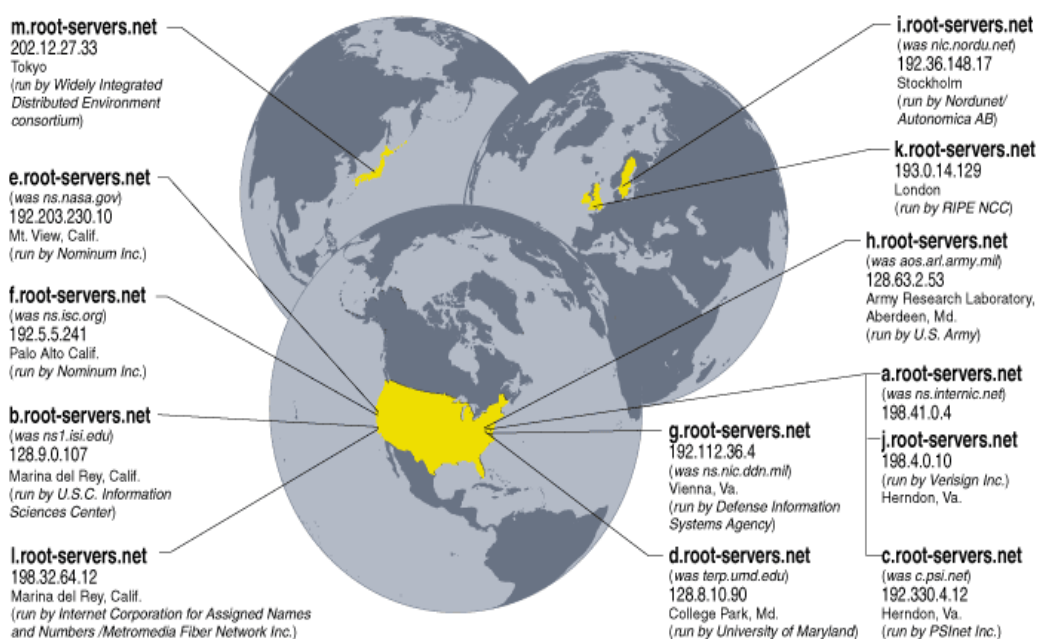 m.root-servers.net
202.12.27.33
Tokyo
(run by Widely Integrated
Distributed Environment
consortium)
e.root-servers.net
(was ns.nasa.gov)
192.203.230.10
Mt. View, Calif.
(run by Nominum Inc.)
f.root-servers.net
(was ns.isc.org)
192.5.5.241
Palo Alto Calif.
(run by Nominum Inc.)
b.root-servers.net
(was ns1.isi.edu)
128.9.0.107
Marina del Rey, Calif.
(run by U.S.C. Information
Sciences Center)
l.root-servers.net
198.32.64.12
Marina del Rey, Calif.
(run by Internet Corporation for Assigned Names
and Numbers /Metromedia Fiber Network Inc.)
i.root-servers.net
(was nic.nordu.net)
192.36.148.17
Stockholm
(run by Nordunet/
Autonomica AB)
k.root-servers.net
193.0.14.129
London
(run by RIPE NCC)
h.root-servers.net
(was aos.arl.army.mil)
128.63.2.53
Army Research Laboratory,
Aberdeen, Md.
(run by U.S. Army)
a.root-servers.net
(was ns.internic.net)
198.41.0.4
j.root-servers.net
198.4.0.10
(run by Verisign Inc.)
Herndon, Va.
g.root-servers.net
192.112.36.4
(was ns.nic.ddn.mil)
Vienna, Va.
(run by Defense Information
Systems Agency)
d.root-servers.net
(was terp.umd.edu)
128.8.10.90
College Park, Md.
(run by University of Maryland)
c.root-servers.net
(was c.psi.net)
192.330.4.12
Herndon, Va.
(run by PSInet Inc.)